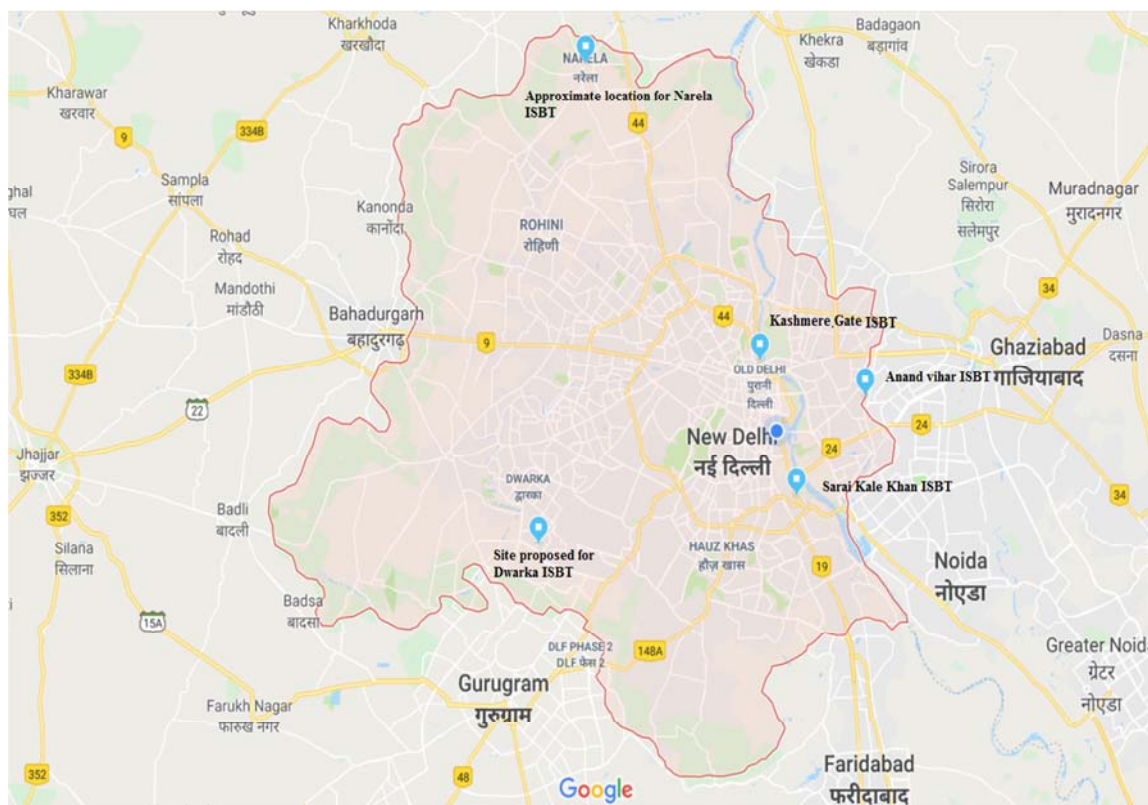 Kharkhoda
खरखौदा
Badagaon
बड़ागांव
Khekra
खेकडा
NARELA
नरेला
Kharawar
खरवार
Approximate location for Narela
ISBT
9
334B
44
Sampla
सांपला
Sirora
Salempur
सिरोरा
सलेमपुर
Muradnagar
मुरादनगर
Kanonda
कानोंदा
ROHINI
रोहिणी
Rohad
रोहद
Mandothi
मांडौठी
34
Bahadurgarh
बहादुरगढ़
44
Kashmere Gate ISBT
9
Dasna
दसना
Ghaziabad
गाजियाबाद
334B
OLD DELHI
पुरानी
दिल्ली
Anand vihar ISBT
22
New Delhi
नई दिल्ली
24
24
Jhajjar
झज्जर
DWARKA
द्वारका
Sarai Kale Khan ISBT
34
352
Badli
बादली
Site proposed for
Dwarka ISBT
HAUZ KHAS
हौज़ खास
Silana
सिलाना
19
Noida
नोएडा
Badsa
बादसा
15A
DLF PHASE 2
DLF फेस 2
148A
Greater Noid
ग्रेटर
नोएडा
Gurugram
गुरुग्राम
Farukh Nagar
फारुख नगर
352
48
Google
Faridabad
फरीदाबाद